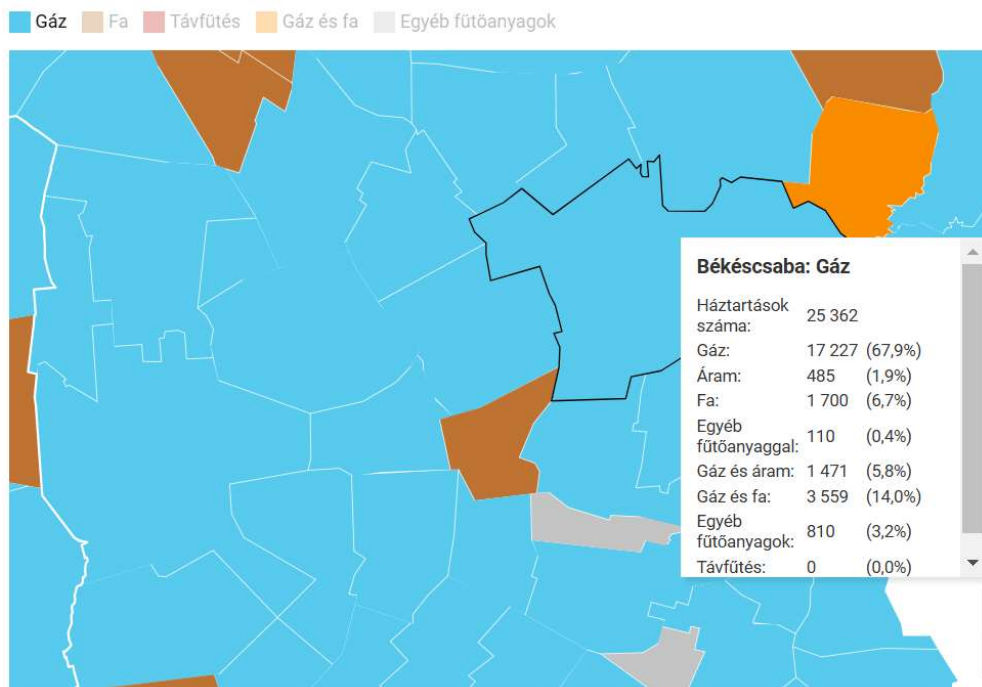 Gáz Fa Távfűtés Gáz és fa Egyéb fűtöanyagok
Békéscsaba: Gáz
Háztartások
száma: 25 362
Gáz: 17 227 (67,9%)
Áram: 485 (1,9%)
Fa: 1 700 (6,7%)
Egyéb
fűtőanyaggal: 110 (0,4%)
Gáz és áram: 1 471 (5,8%)
Gáz és fa: 3 559 (14,0%)
Egyéb
fűtőanyagok: 810 (3,2%)
Távfűtés: 0 (0,0%)